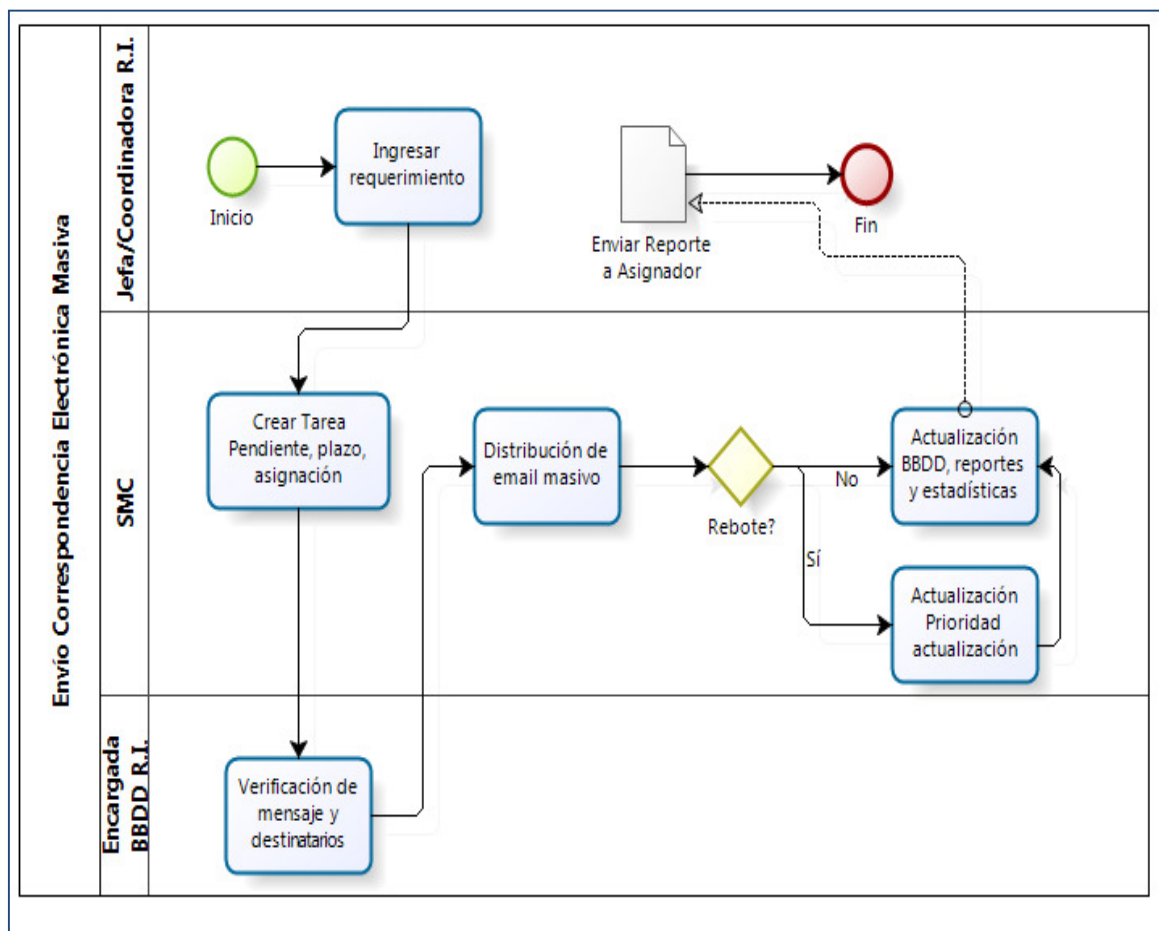 Envío Correspondencia Electrónica Masiva
Jefa/Coordinadora R.I.
Inicio
Ingresar
requerimiento
Enviar Reporte
a Asignador
Fin
SMC
Crear Tarea
Pendiente, plazo,
asignación
Distribución de
email masivo
Rebote?
No
Sí
Actualización
BBDD, reportes
y estadísticas
Actualización
Prioridad
actualización
Encargada
BBDD R.I.
Verificación de
mensaje y
destinatarios